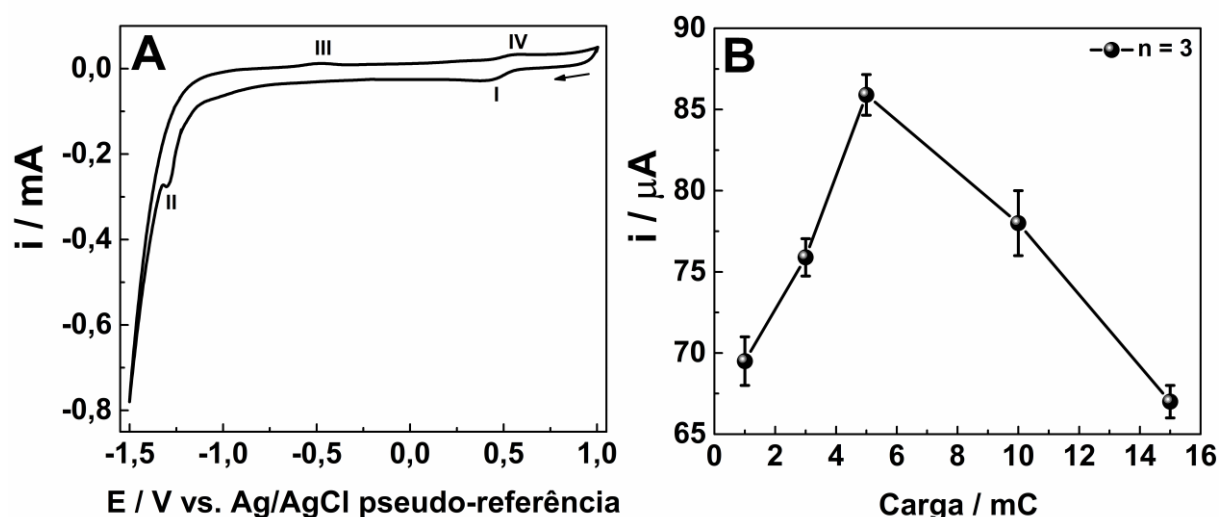 A
III
IV
I
II
0,0
-0,2
-0,4
-0,6
-0,8
i / mA
-1,5 -1,0 -0,5 0,0 0,5 1,0
E / V vs. Ag/AgCl pseudo-referência
B
n = 3
90
85
80
75
70
65
i / µA
0 2 4 6 8 10 12 14 16
Carga / mC